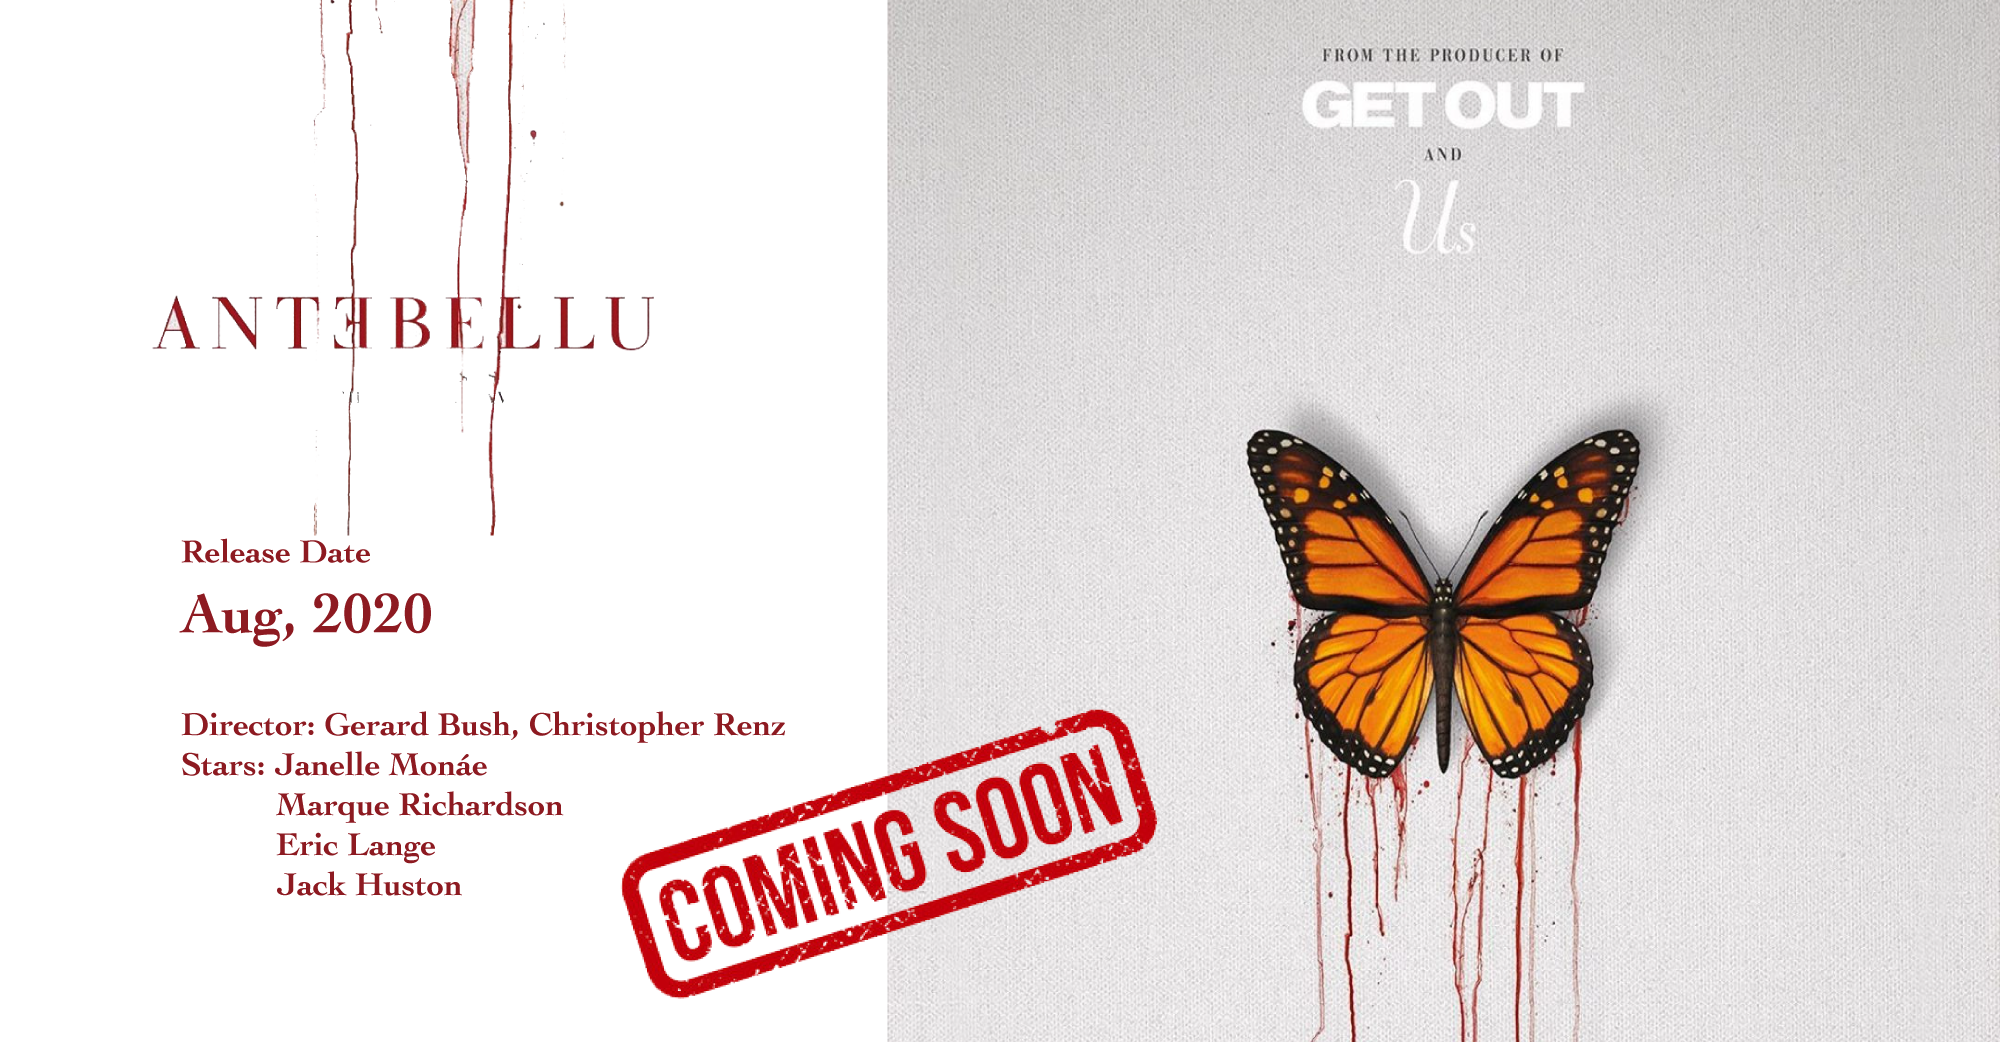 ANTƎBELLU
Release Date
Aug, 2020
Director: Gerard Bush, Christopher Renz
Stars: Janelle Monáe
Marque Richardson
Eric Lange
Jack Huston
COMING SOON
FROM THE PRODUCER OF
GET OUT
AND
Us